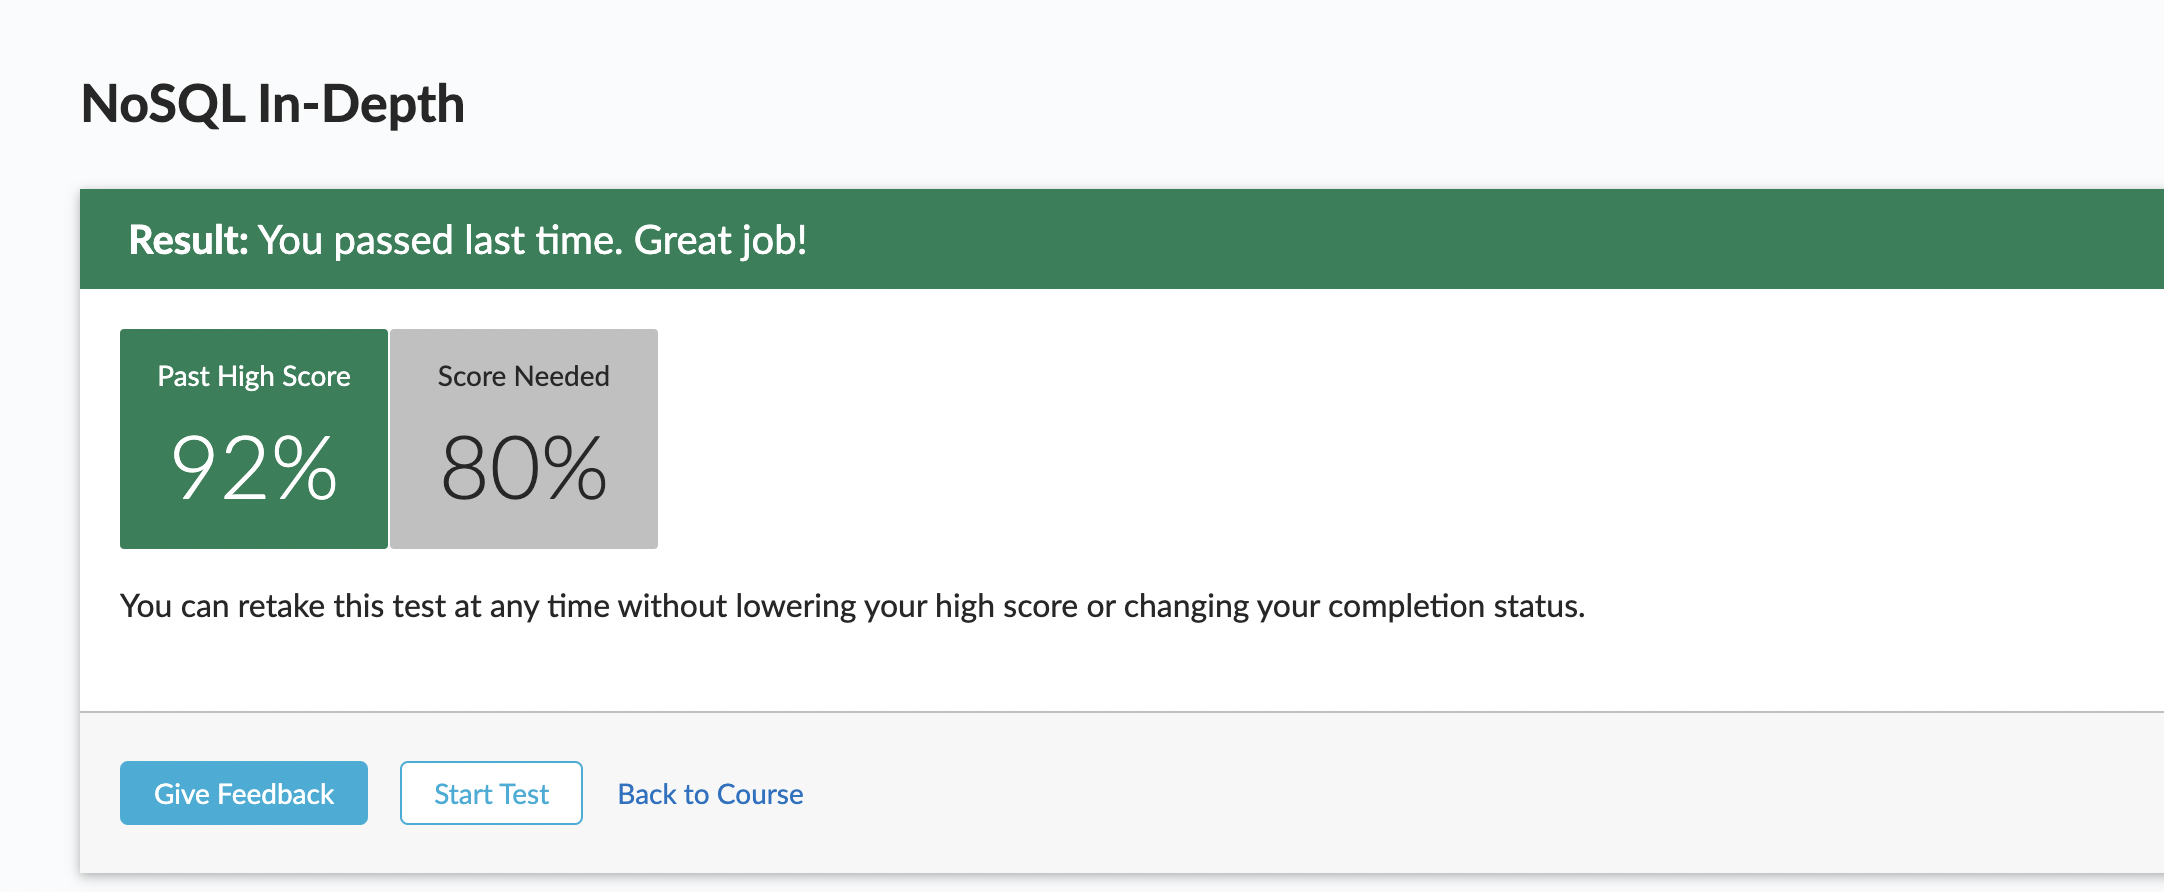 NoSQL In-Depth
Result: You passed last time. Great job!
Past High Score
92%
Score Needed
80%
You can retake this test at any time without lowering your high score or changing your completion status.
Give Feedback
Start Test
Back to Course